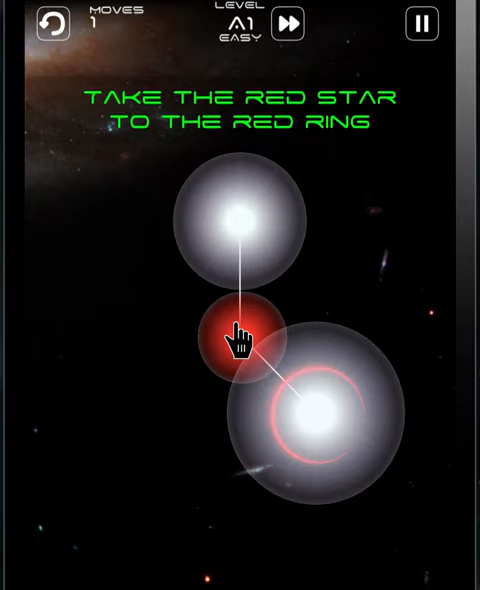 MOVES
1
LEVEL
A1
EASY
TAKE THE RED STAR
TO THE RED RING